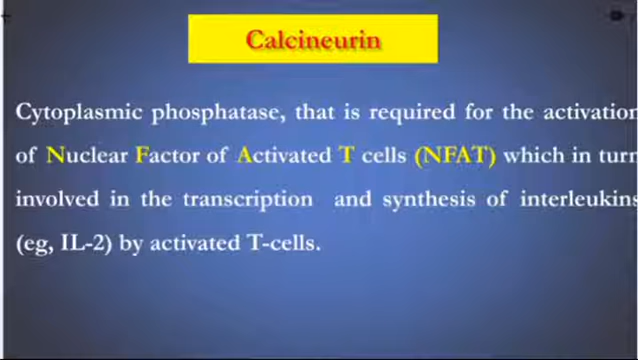 Calcineurin
Cytoplasmic phosphatase, that is required for the activation
of Nuclear Factor of Activated T cells (NFAT) which in turn
involved in the transcription and synthesis of interleukins
(eg, IL-2) by activated T-cells.